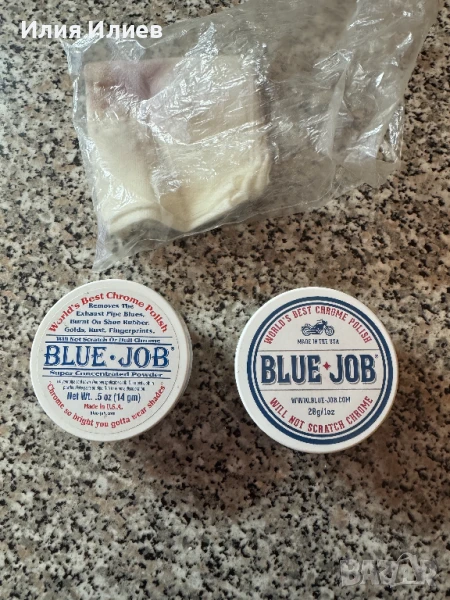 Илия Илиев
World's Best Chrome Polish
Removes The
Exhaust Pipe Blues,
Burnt On Shoe Rubber,
Golds, Rust, Fingerprints.
Will Not Scratch Or Dull Chrome
BLUE·JOB
Super Concentrated Powder
Net Wt. .5 oz (14 gm)
Made in U.S.A.
"Chrome so bright you gotta wear shades"
WORLD'S BEST CHROME POLISH
MADE IN THE USA
BLUE JOB
WWW.BLUE-JOB.COM
28g/1oz
WILL NOT SCRATCH CHROME
BAZAR